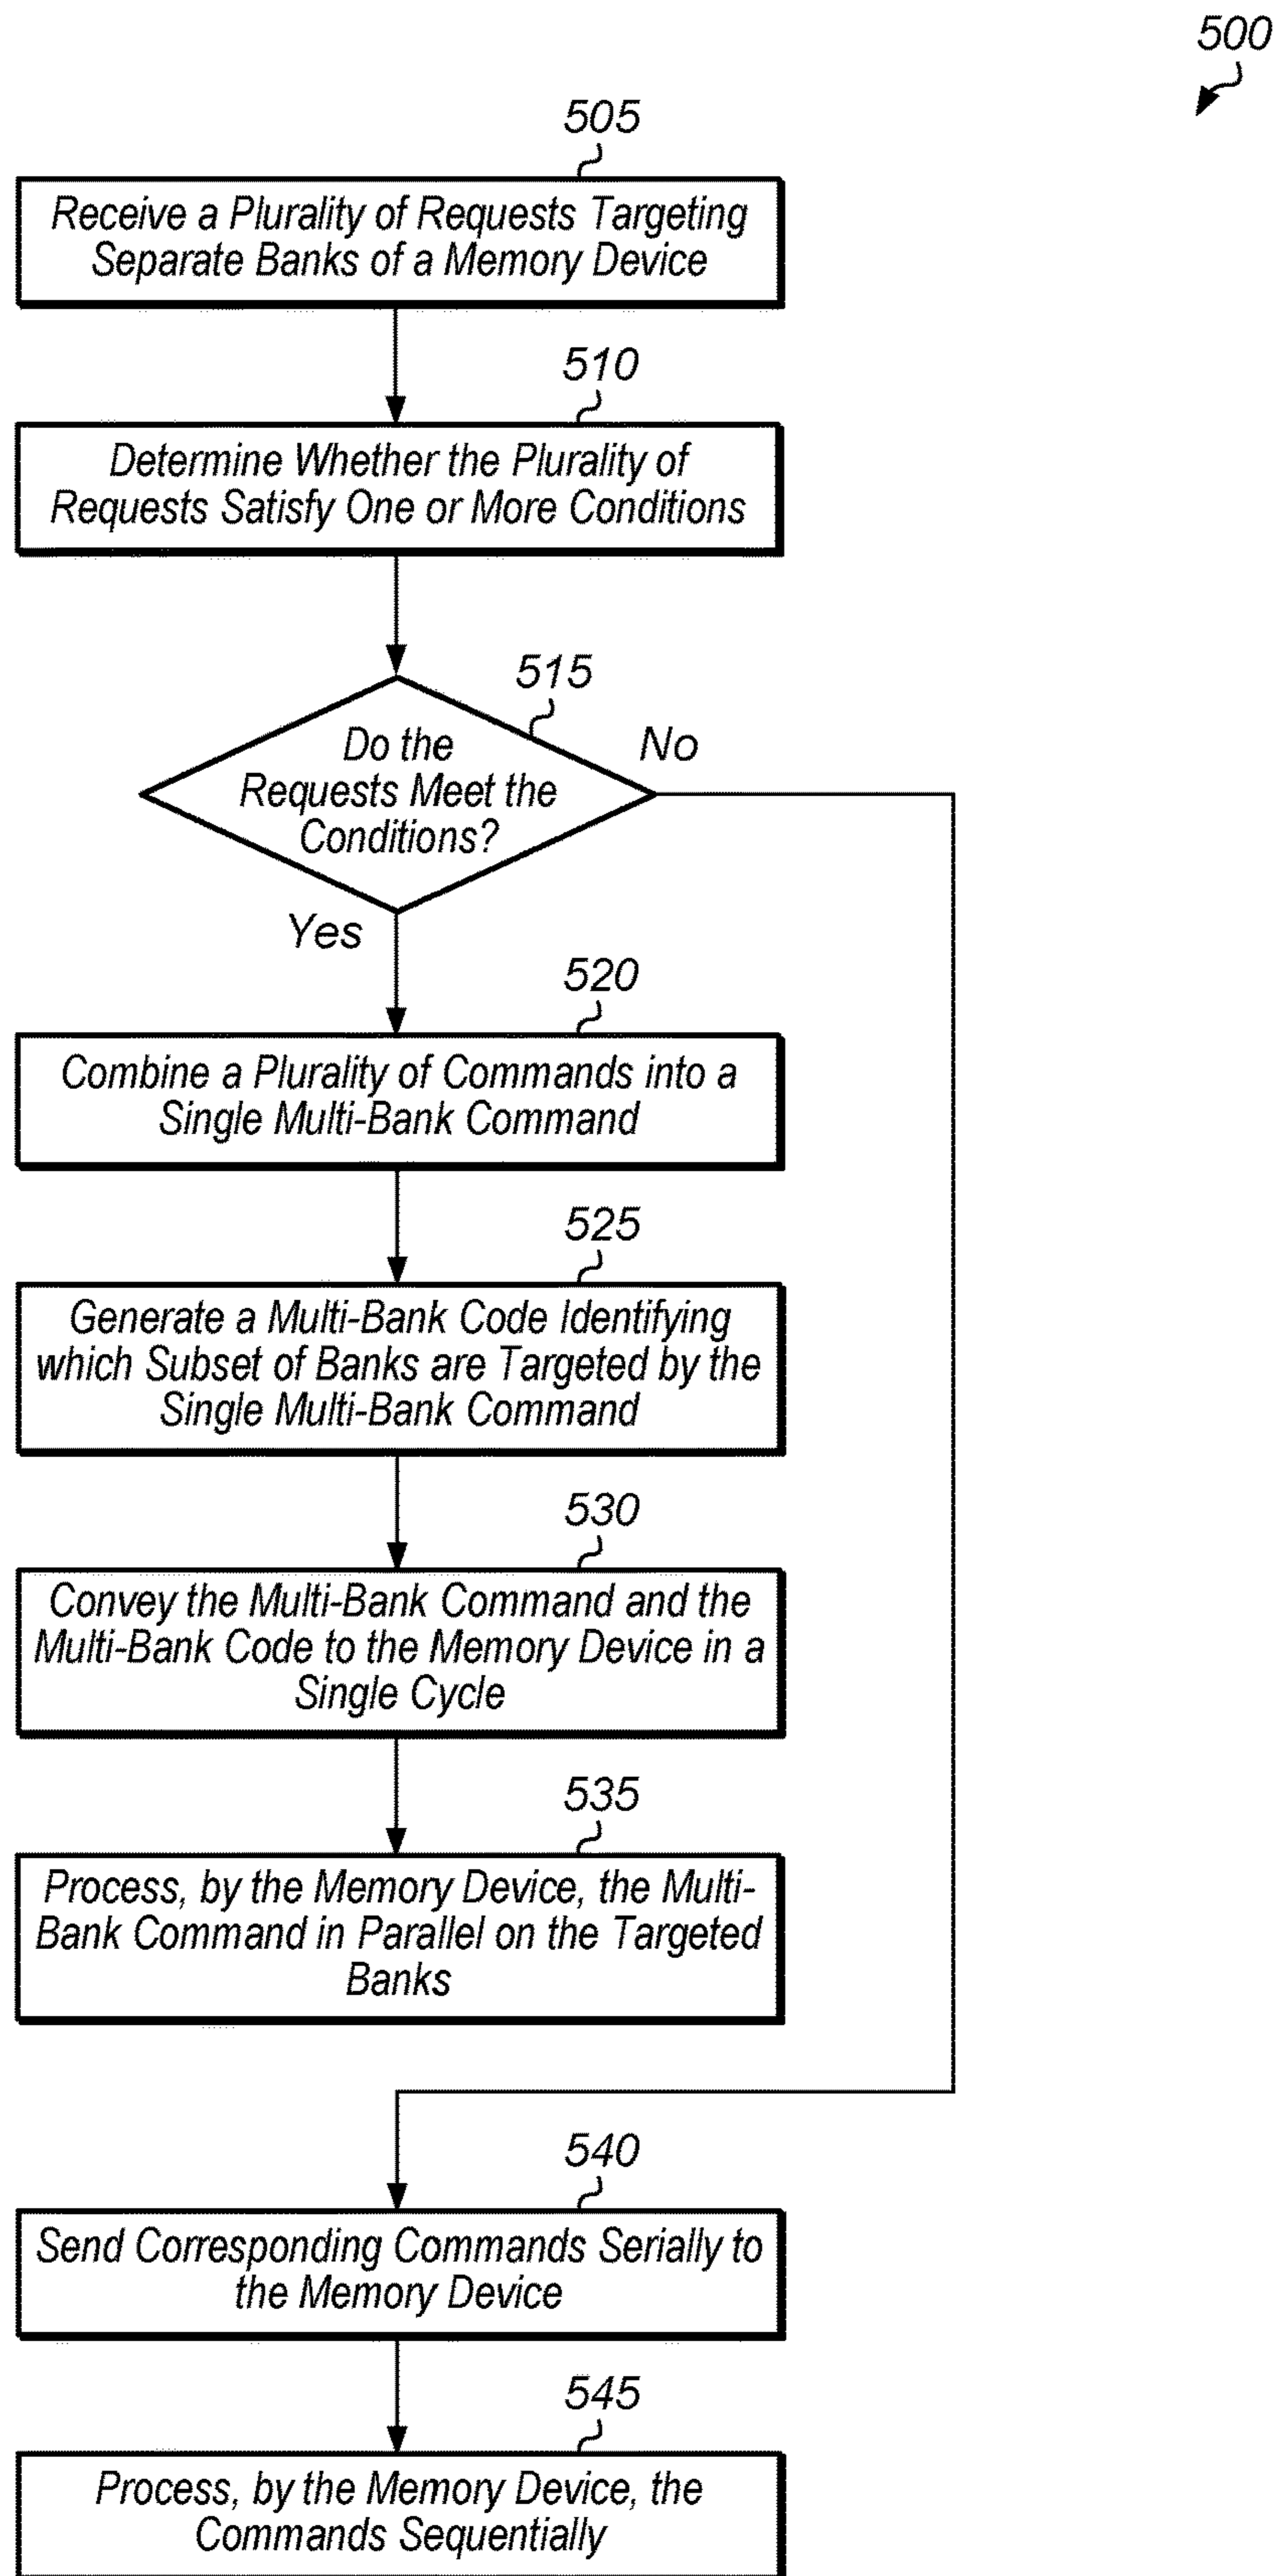 500
505
Receive a Plurality of Requests Targeting
Separate Banks of a Memory Device
510
Determine Whether the Plurality of
Requests Satisfy One or More Conditions
515
Do the
Requests Meet the
Conditions?
No
Yes
520
Combine a Plurality of Commands into a
Single Multi-Bank Command
525
Generate a Multi-Bank Code Identifying
which Subset of Banks are Targeted by the
Single Multi-Bank Command
530
Convey the Multi-Bank Command and the
Multi-Bank Code to the Memory Device in a
Single Cycle
535
Process, by the Memory Device, the Multi-
Bank Command in Parallel on the Targeted
Banks
540
Send Corresponding Commands Serially to
the Memory Device
545
Process, by the Memory Device, the
Commands Sequentially